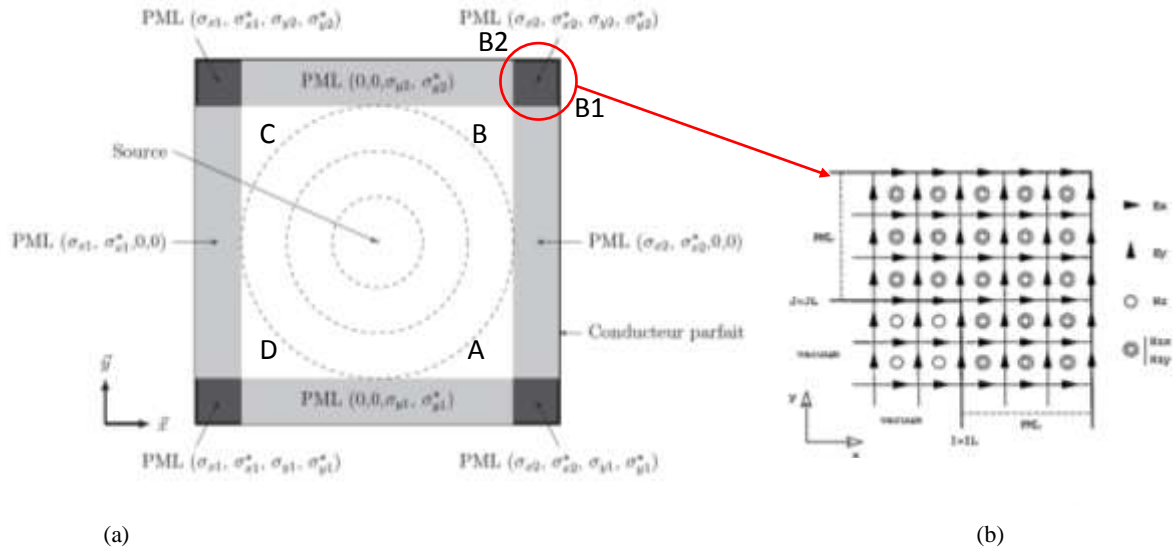 PML (σx1, σ*x1, σy2, σ*y2)
PML (σx2, σ*x2, σy2, σ*y2)
B2
PML (0,0,σy2, σ*y2)
B1
C
B
Source
PML (σx1, σ*x1,0,0)
PML (σx2, σ*x2,0,0)
Conducteur parfait
D
A
PML (0,0,σy1, σ*y1)
y⃗
x⃗
PML (σx1, σ*x1, σy1, σ*y1)
PML (σx2, σ*x2, σy1, σ*y1)
PML
J=JL
VACUUM
y
x
VACUUM
I=IL
PML
Ex
Ey
Hz
Hzx
Hzy
(a)
(b)